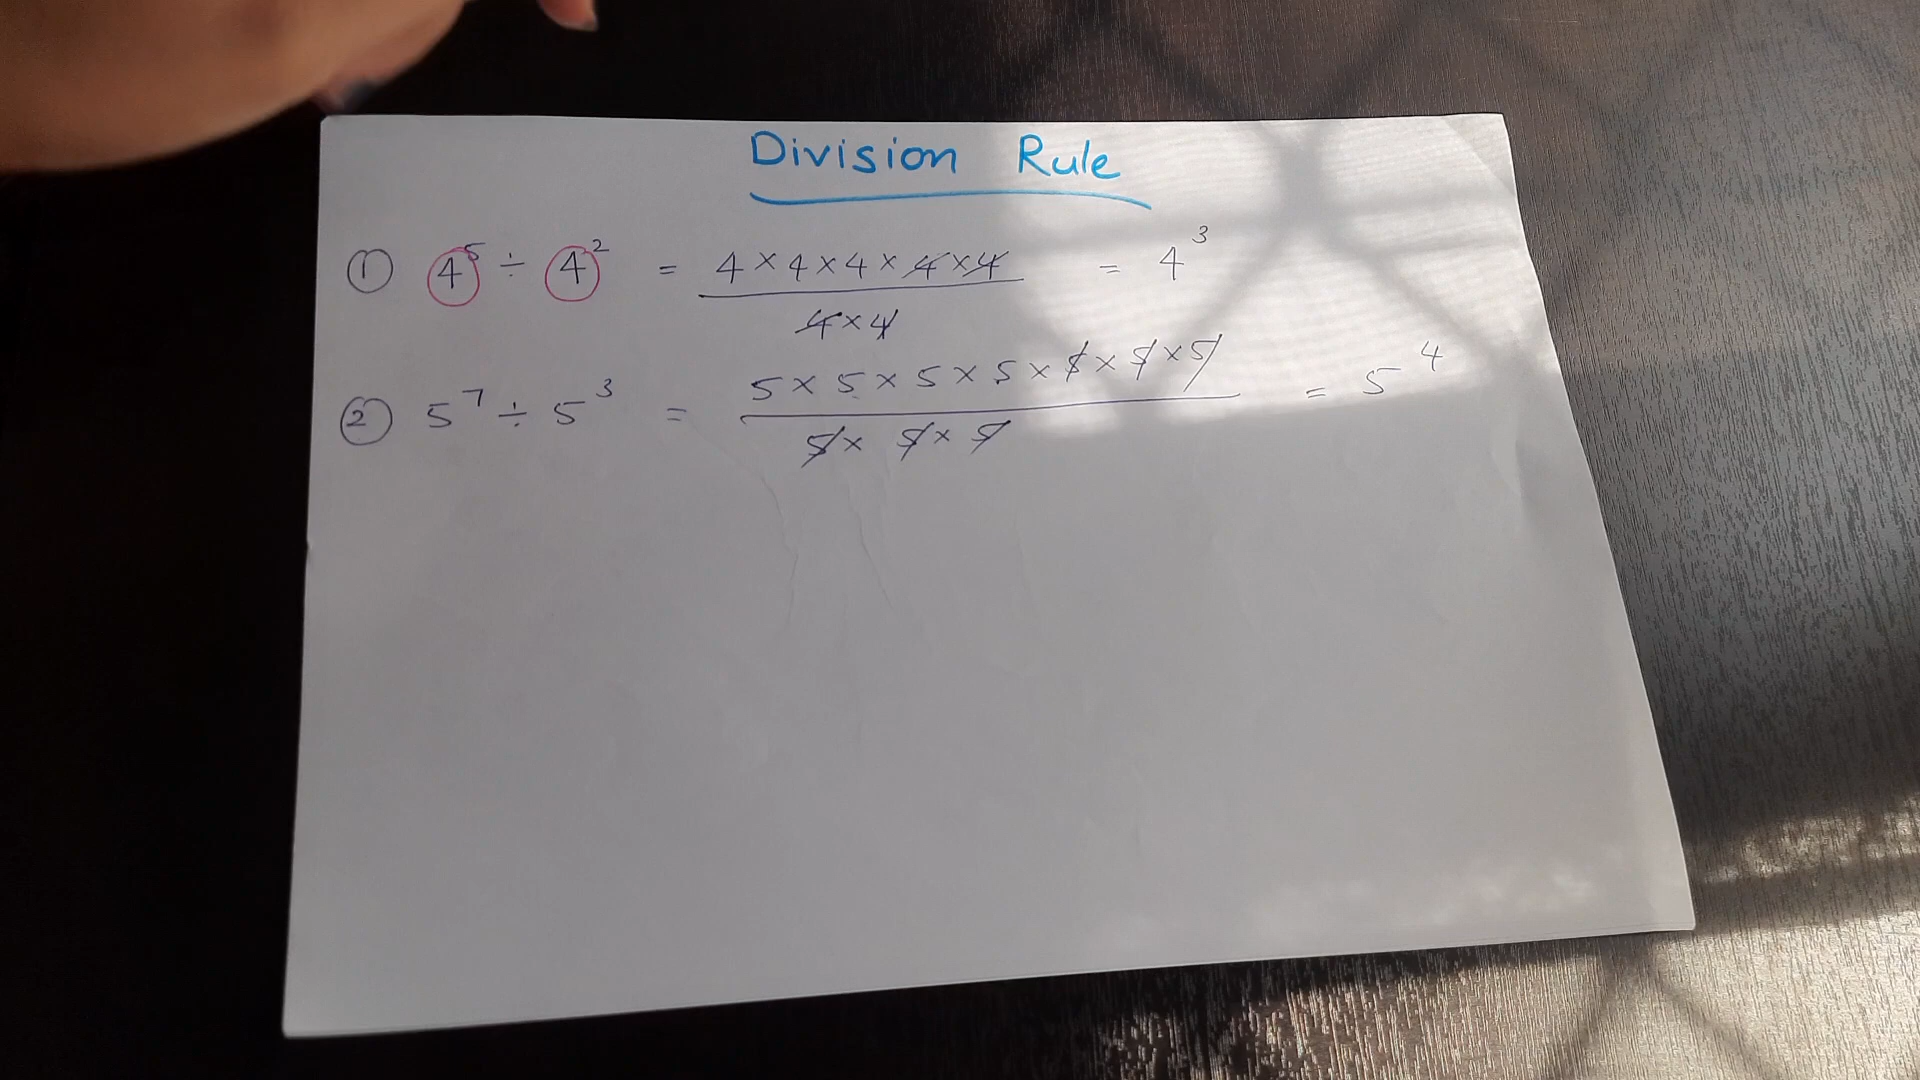 Division Rule
① 4⁵ ÷ 4² = 4 × 4 × 4 × 4 × 4 / 4 × 4 = 4³
② 5⁷ ÷ 5³ = 5 × 5 × 5 × 5 × 5 × 5 × 5 / 5 × 5 × 5 = 5⁴